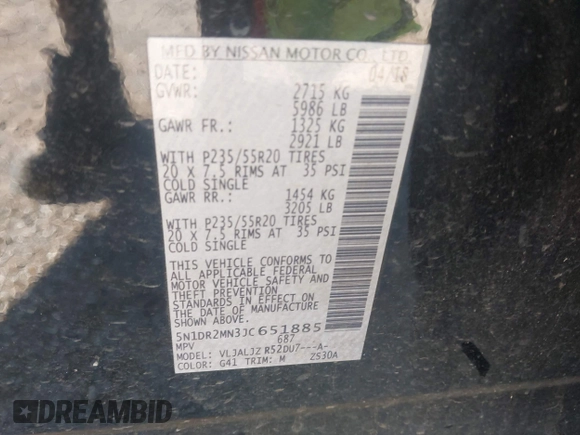 MFD BY NISSAN MOTOR CO., LTD.
DATE: 04/18
GVWR: 2715 KG
5986 LB
GAWR FR.: 1325 KG
2921 LB
WITH P235/55R20 TIRES
20 X 7.5 RIMS AT 35 PSI
COLD SINGLE
GAWR RR.: 1454 KG
3205 LB
WITH P235/55R20 TIRES
20 X 7.5 RIMS AT 35 PSI
COLD SINGLE
THIS VEHICLE CONFORMS TO
ALL APPLICABLE FEDERAL
MOTOR VEHICLE SAFETY AND
THEFT PREVENTION
STANDARDS IN EFFECT ON
THE DATE OF MANUFACTURE
SHOWN ABOVE.
5N1DR2MN3JC651885
MPV 687
VLJALJZ R52DU7---A-
COLOR: G41 TRIM: M ZS30A
DREAMBID